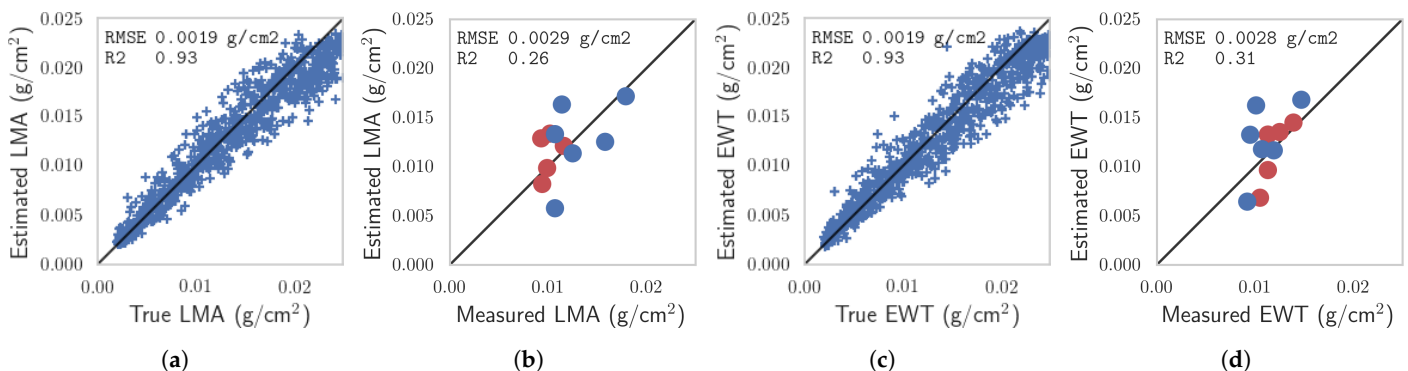 Estimated LMA (g/cm²)
0.025
0.020
0.015
0.010
0.005
0.000
RMSE 0.0019 g/cm2
R2 0.93
0.00 0.01 0.02
True LMA (g/cm²)
(a)
Estimated LMA (g/cm²)
0.025
0.020
0.015
0.010
0.005
0.000
RMSE 0.0029 g/cm2
R2 0.26
0.00 0.01 0.02
Measured LMA (g/cm²)
(b)
Estimated EWT (g/cm²)
0.025
0.020
0.015
0.010
0.005
0.000
RMSE 0.0019 g/cm2
R2 0.93
0.00 0.01 0.02
True EWT (g/cm²)
(c)
Estimated EWT (g/cm²)
0.025
0.020
0.015
0.010
0.005
0.000
RMSE 0.0028 g/cm2
R2 0.31
0.00 0.01 0.02
Measured EWT (g/cm²)
(d)